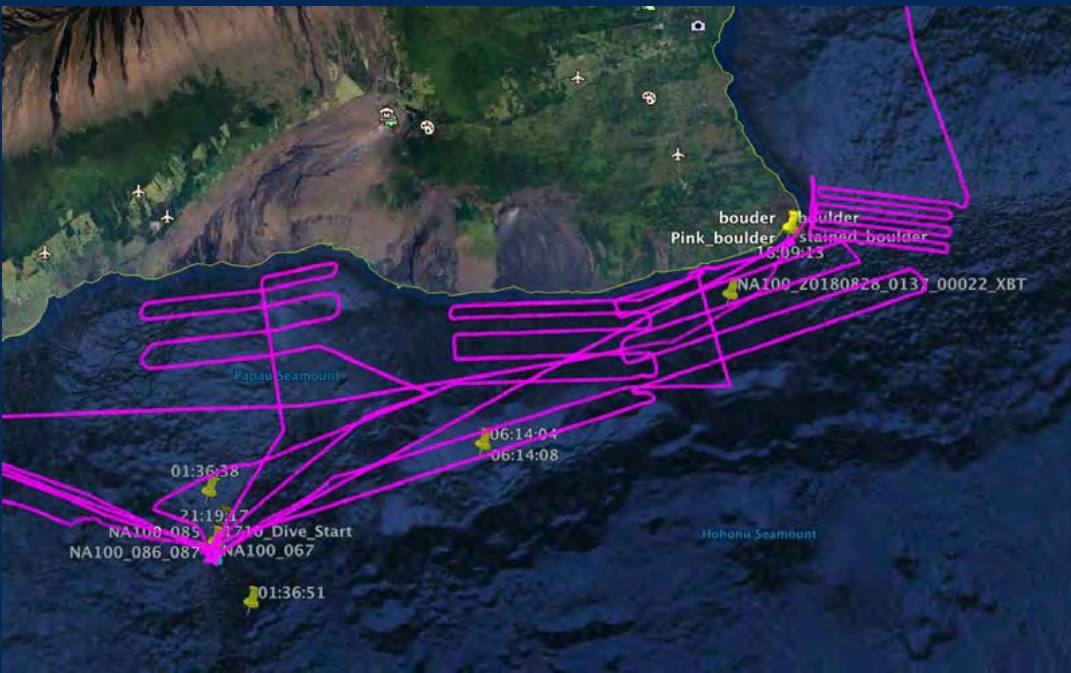 bouder boulder
Pink_boulder stained_boulder
18:09:13
NA100_20180828_0137_00022_XBT
Papau Seamount
06:14:04
06:14:08
01:36:38
21:19:17
NA100_085 1710_Dive_Start
Hohonu Seamount
NA100_086_087 NA100_067
01:36:51